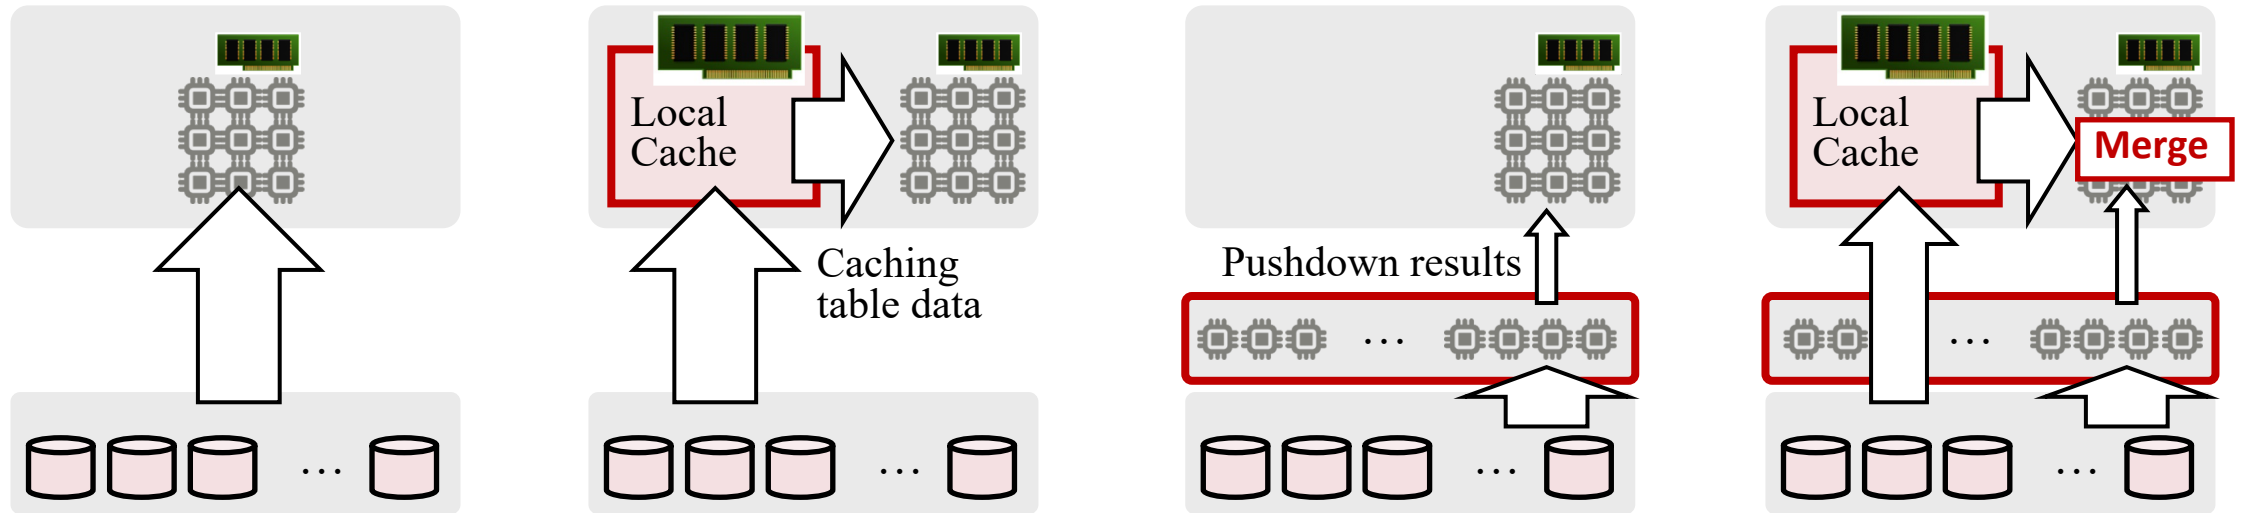 Local
Cache
Caching
table data
…
…
Pushdown results
…
…
Local
Cache
Merge
…
…